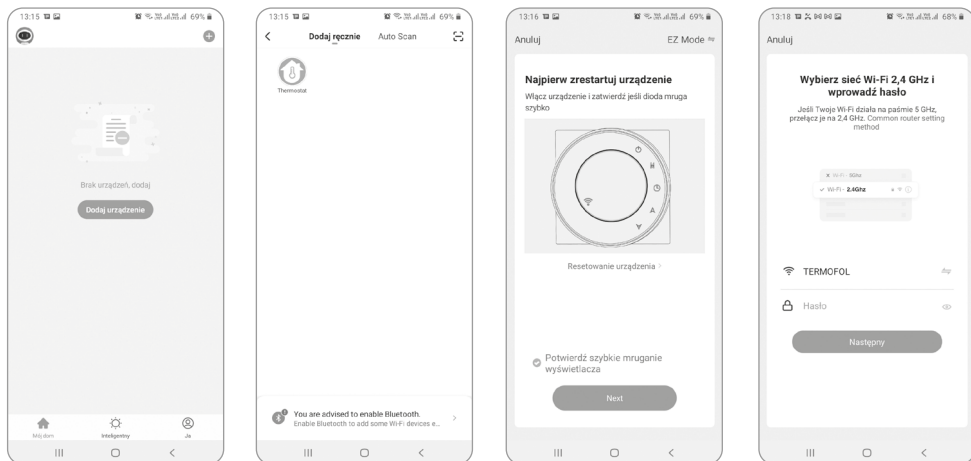 13:15
69%
Brak urządzeń, dodaj
Dodaj urządzenie
Mój dom
Inteligentny
Ja
13:15
69%
Dodaj ręcznie
Auto Scan
Thermostat
You are advised to enable Bluetooth.
Enable Bluetooth to add some Wi-Fi devices e...
13:16
69%
Anuluj
EZ Mode
Najpierw zrestartuj urządzenie
Włącz urządzenie i zatwierdź jeśli dioda mruga
szybko
A
Resetowanie urządzenia
Potwierdź szybkie mruganie
wyświetlacza
Next
13:18
68%
Anuluj
Wybierz sieć Wi-Fi 2,4 GHz i
wprowadź hasło
Jeśli Twoje Wi-Fi działa na paśmie 5 GHz,
przełącz je na 2,4 GHz. Common router setting
method
Wi-Fi - 5Ghz
Wi-Fi - 2.4Ghz
TERMOFOL
Hasło
Następny